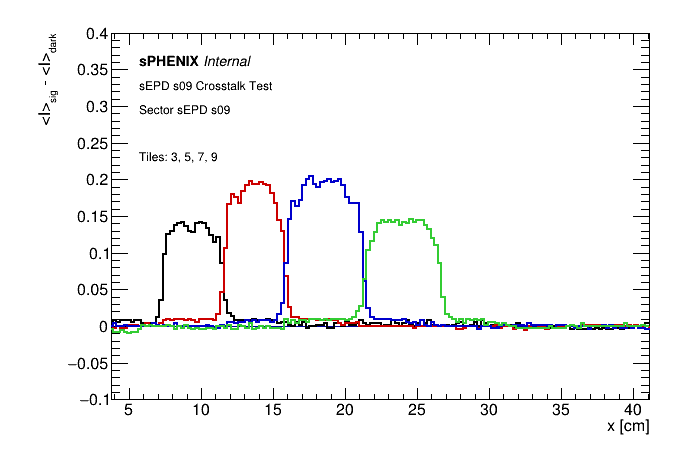 <I>sig - <I>dark
0.4
0.35
0.3
0.25
0.2
0.15
0.1
0.05
0
−0.05
−0.1
sPHENIX Internal
sEPD s09 Crosstalk Test
Sector sEPD s09
Tiles: 3, 5, 7, 9
5 10 15 20 25 30 35 40
x [cm]